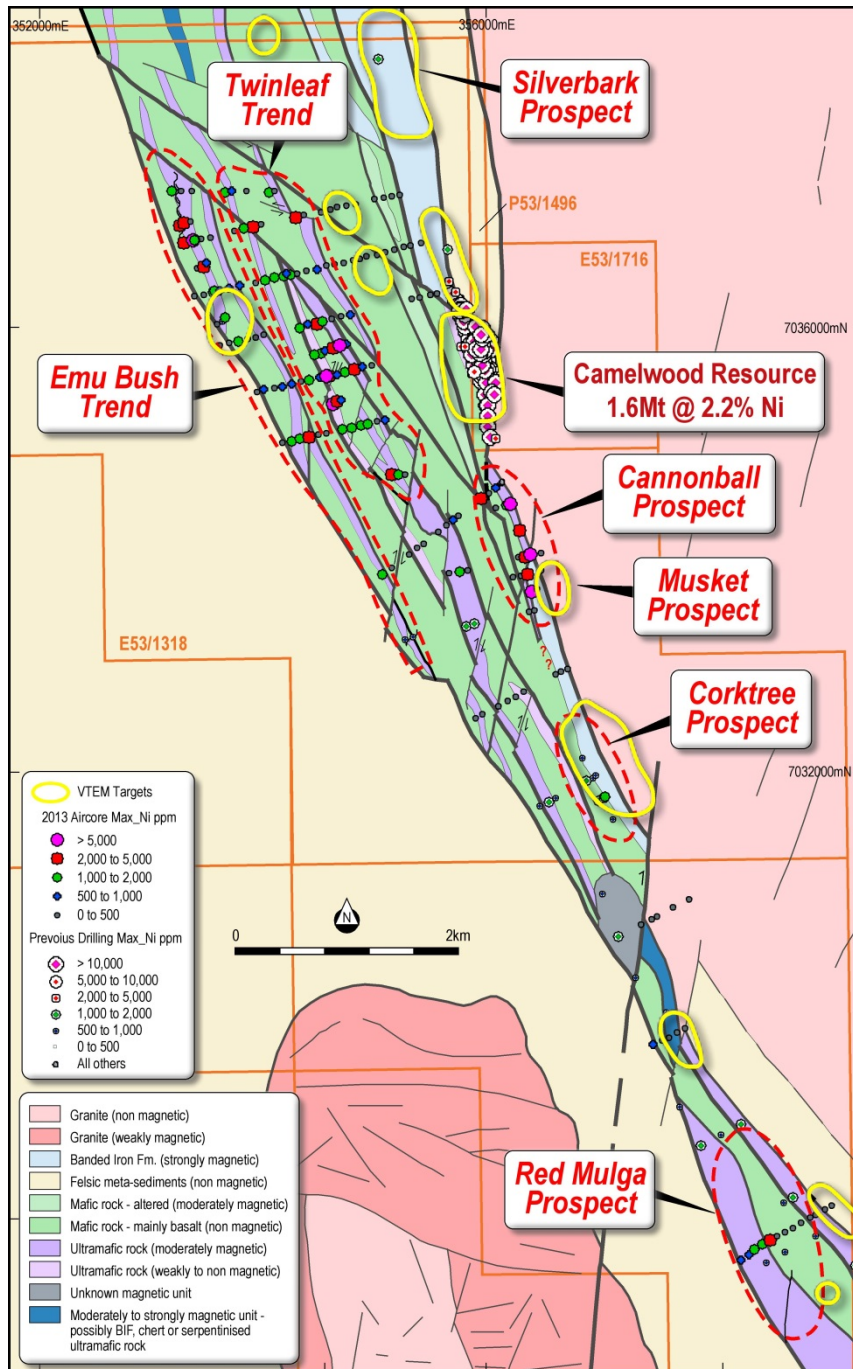 352000mE
356000mE
Twinleaf
Trend
Silverbark
Prospect
P53/1496
E53/1716
7036000mN
Emu Bush
Trend
Camelwood Resource
1.6Mt @ 2.2% Ni
Cannonball
Prospect
Musket
Prospect
E53/1318
? ?
? ?
Corktree
Prospect
7032000mN
VTEM Targets
2013 Aircore Max_Ni ppm
> 5,000
2,000 to 5,000
1,000 to 2,000
500 to 1,000
0 to 500
Prevoius Drilling Max_Ni ppm
> 10,000
5,000 to 10,000
2,000 to 5,000
1,000 to 2,000
500 to 1,000
0 to 500
All others
N
0 2km
Granite (non magnetic)
Granite (weakly magnetic)
Banded Iron Fm. (strongly magnetic)
Felsic meta-sediments (non magnetic)
Mafic rock - altered (moderately magnetic)
Mafic rock - mainly basalt (non magnetic)
Ultramafic rock (moderately magnetic)
Ultramafic rock (weakly to non magnetic)
Unknown magnetic unit
Moderately to strongly magnetic unit -
possibly BIF, chert or serpentinised
ultramafic rock
Red Mulga
Prospect